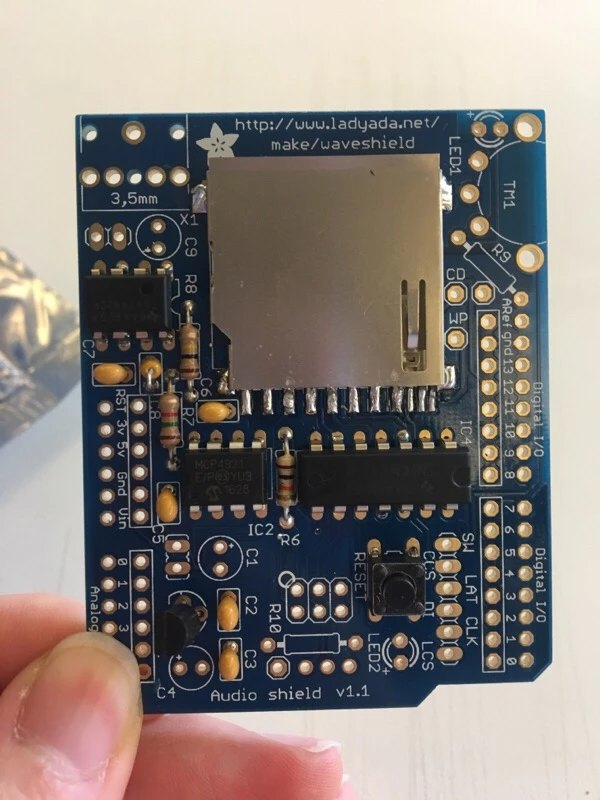 http://www.ladyada.net/
make/waveshield
LED1
TM1
3,5mm
X1
C9
R9
R8
CD
WP
ARef
gnd
13
12
11
10
9
8
Digital I/O
C7
C6
R7
RST
3v
5v
Gnd
Vin
IC4
MCP4921
E/P
1628
IC2
R6
C5
C1
7
6
5
4
3
2
1
0
Digital I/O
SW
CCS
DI
LAT
CLK
LCS
RESET
0
1
2
3
Analog
C2
C3
C4
R10
LED2
Audio shield v1.1